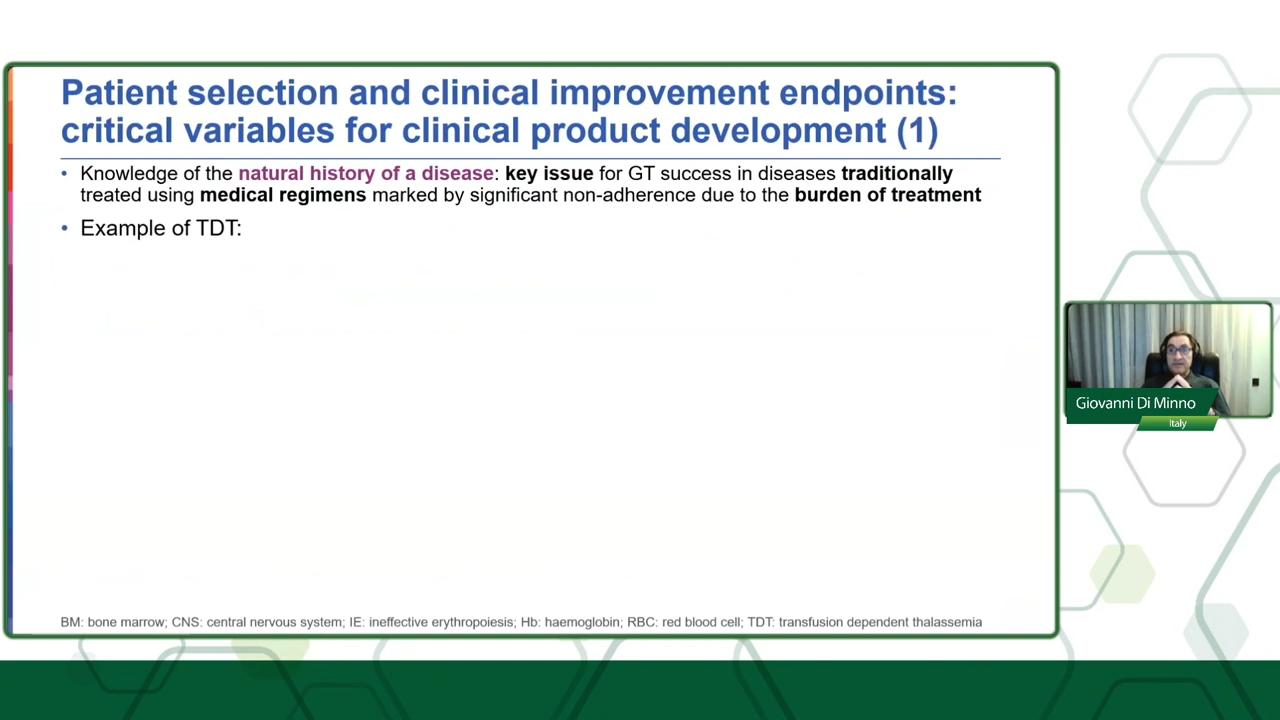 Patient selection and clinical improvement endpoints:
critical variables for clinical product development (1)
• Knowledge of the natural history of a disease: key issue for GT success in diseases traditionally
treated using medical regimens marked by significant non-adherence due to the burden of treatment
• Example of TDT:
BM: bone marrow; CNS: central nervous system; IE: ineffective erythropoiesis; Hb: haemoglobin; RBC: red blood cell; TDT: transfusion dependent thalassemia
Giovanni Di Minno
Italy